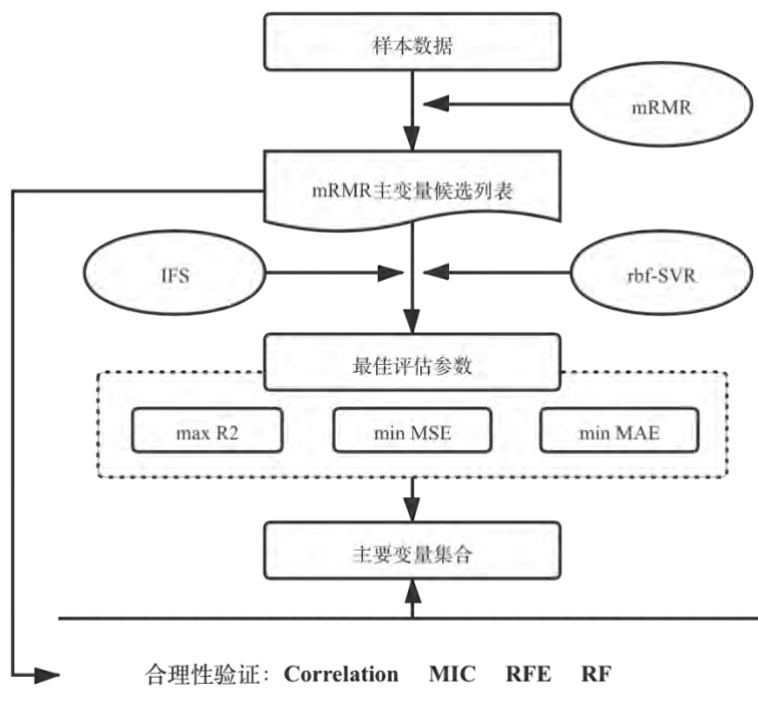 样本数据
mRMR
mRMR主变量候选列表
IFS
rbf-SVR
最佳评估参数
max R2
min MSE
min MAE
主要变量集合
合理性验证：Correlation MIC RFE RF